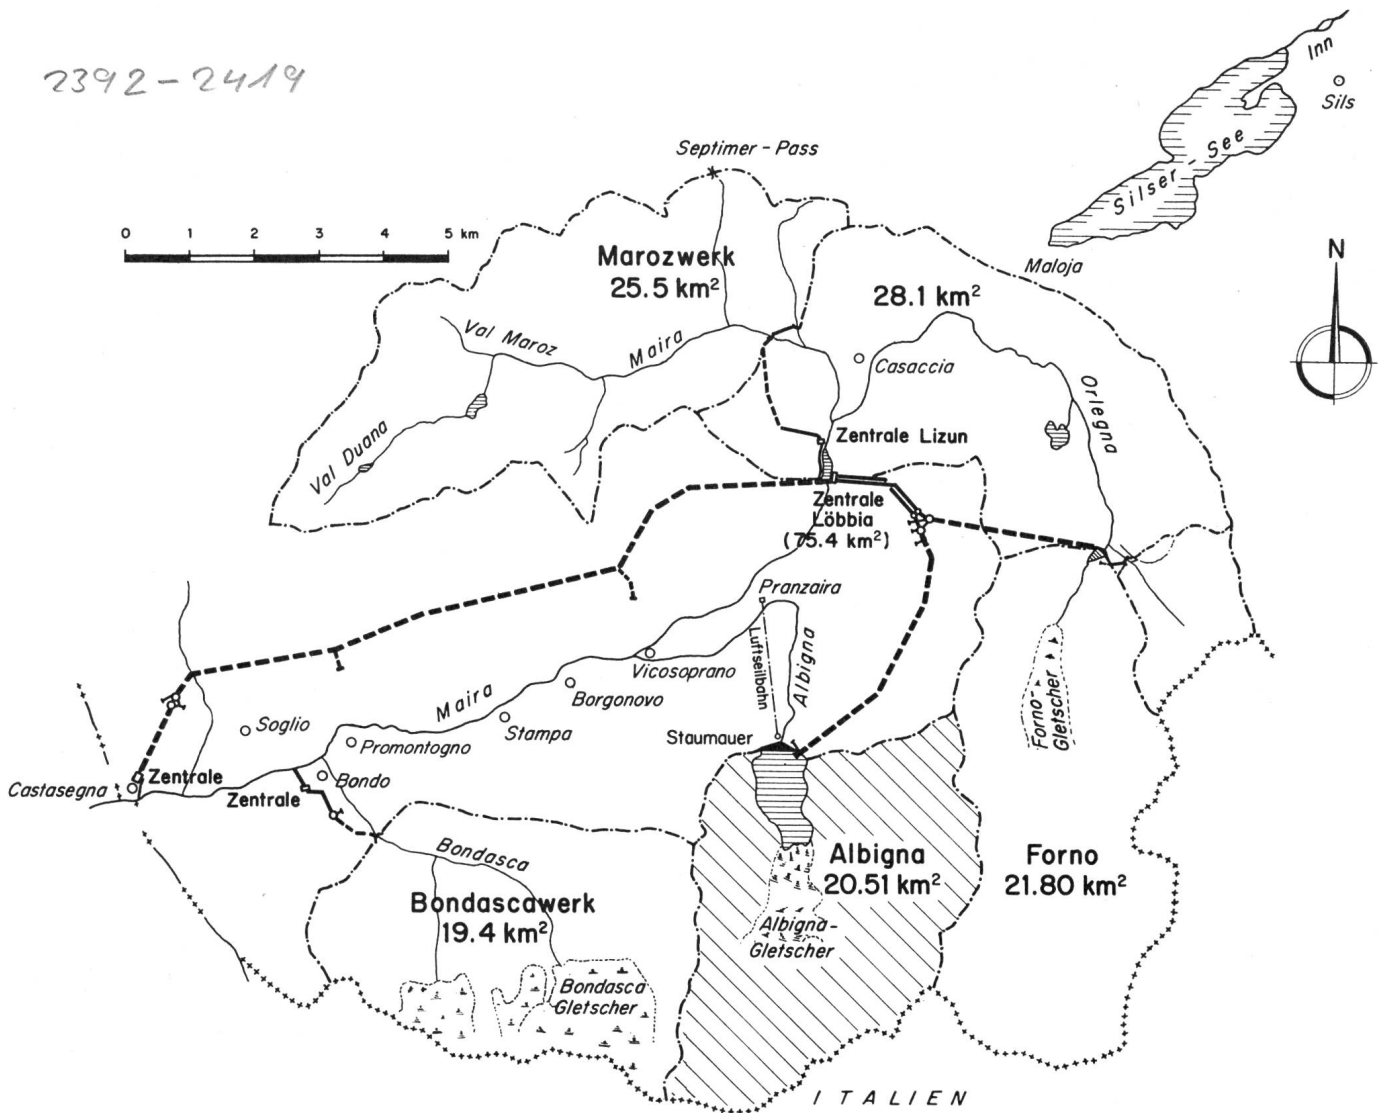 2392-2419
Inn
Sils
Silser-See
Septimer-Pass
0 1 2 3 4 5 km
Marozwerk
25.5 km²
Maloja
N
28.1 km²
Val Maroz
Maira
Casaccia
Orlegna
Val Duana
Zentrale Lizun
Zentrale
Löbbia
(75.4 km²)
Pranzaira
Luftseilbahn
Albigna
Vicosoprano
Forno-
Gletscher
Maira
Borgonovo
Soglio
Stampa
Promontogno
Staumauer
Castasegna
Zentrale
Zentrale
Bondo
Bondasca
Albigna
20.51 km²
Forno
21.80 km²
Bondascawerk
19.4 km²
Albigna-
Gletscher
Bondasca
Gletscher
ITALIEN